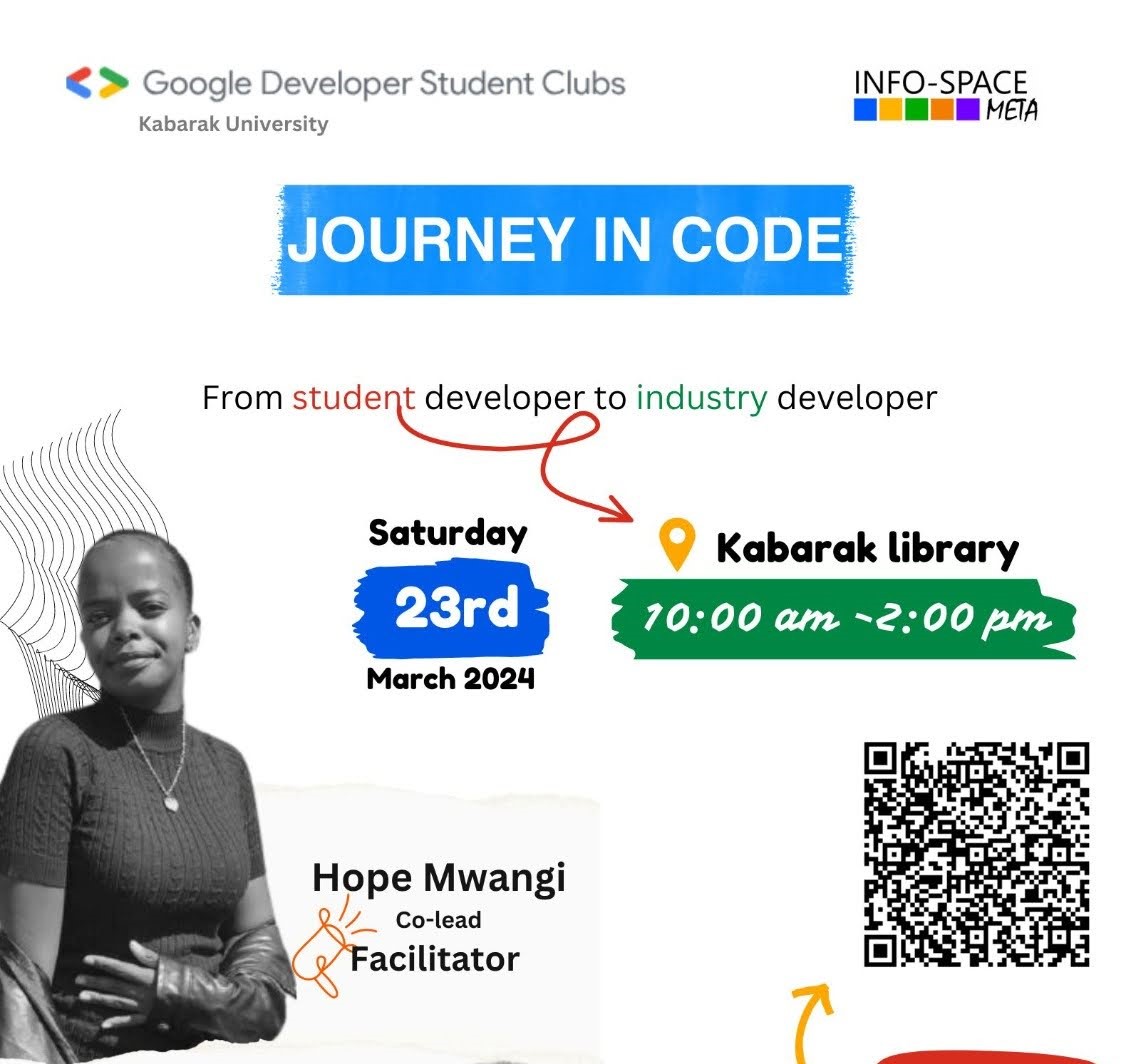 Google Developer Student Clubs
Kabarak University
INFO-SPACE
META
JOURNEY IN CODE
From student developer to industry developer
Saturday
23rd
March 2024
Kabarak library
10:00 am -2:00 pm
Hope Mwangi
Co-lead
Facilitator